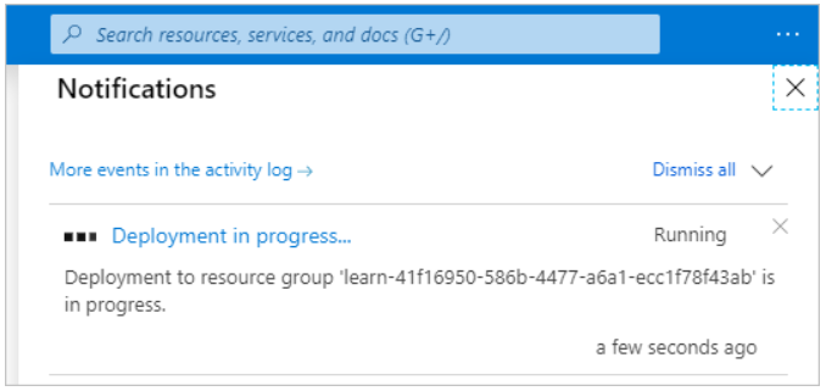 Search resources, services, and docs (G+/)
Notifications
More events in the activity log →
Dismiss all
Deployment in progress...
Running
Deployment to resource group 'learn-41f16950-586b-4477-a6a1-ecc1f78f43ab' is
in progress.
a few seconds ago